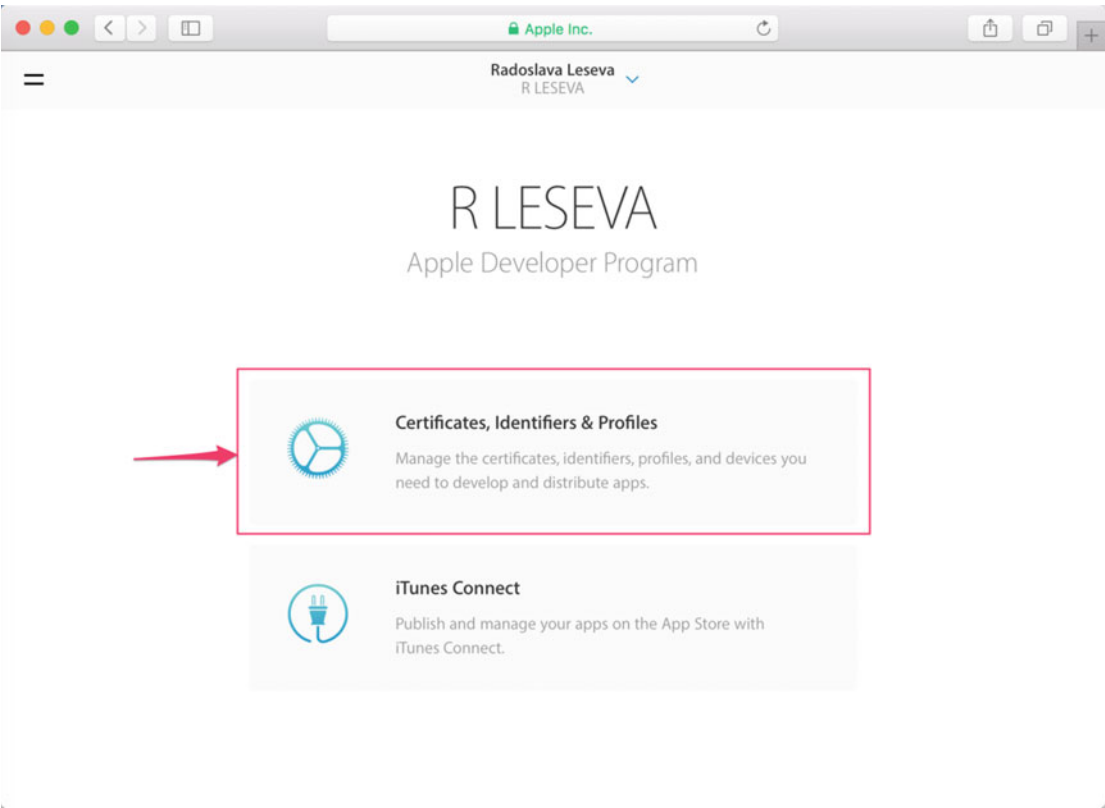 Apple Inc.
Radoslava Leseva
R LESEVA
R LESEVA
Apple Developer Program
Certificates, Identifiers & Profiles
Manage the certificates, identifiers, profiles, and devices you
need to develop and distribute apps.
iTunes Connect
Publish and manage your apps on the App Store with
iTunes Connect.